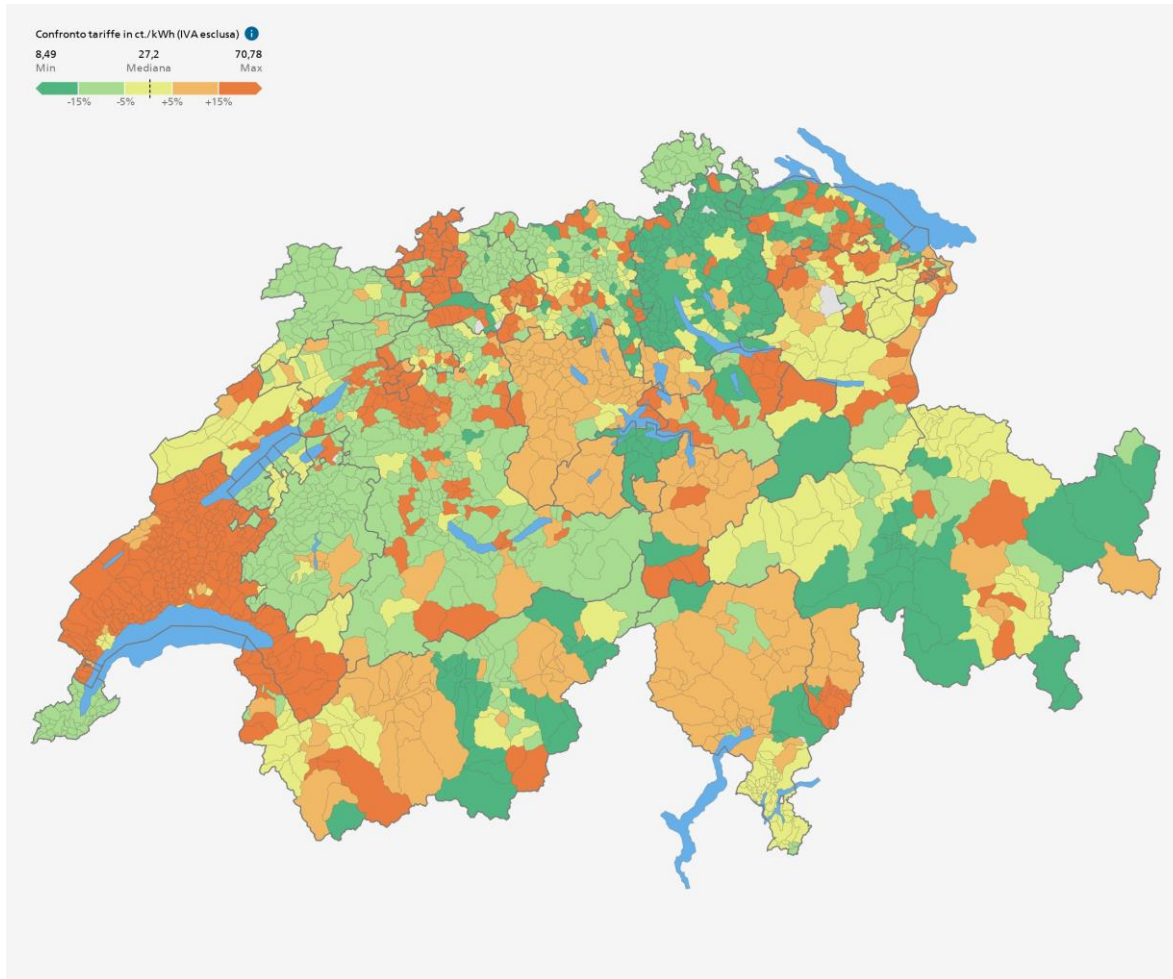 Confronto tariffe in ct./kWh (IVA esclusa) i
8,49 27,2 70,78
Min Mediana Max
-15% -5% +5% +15%